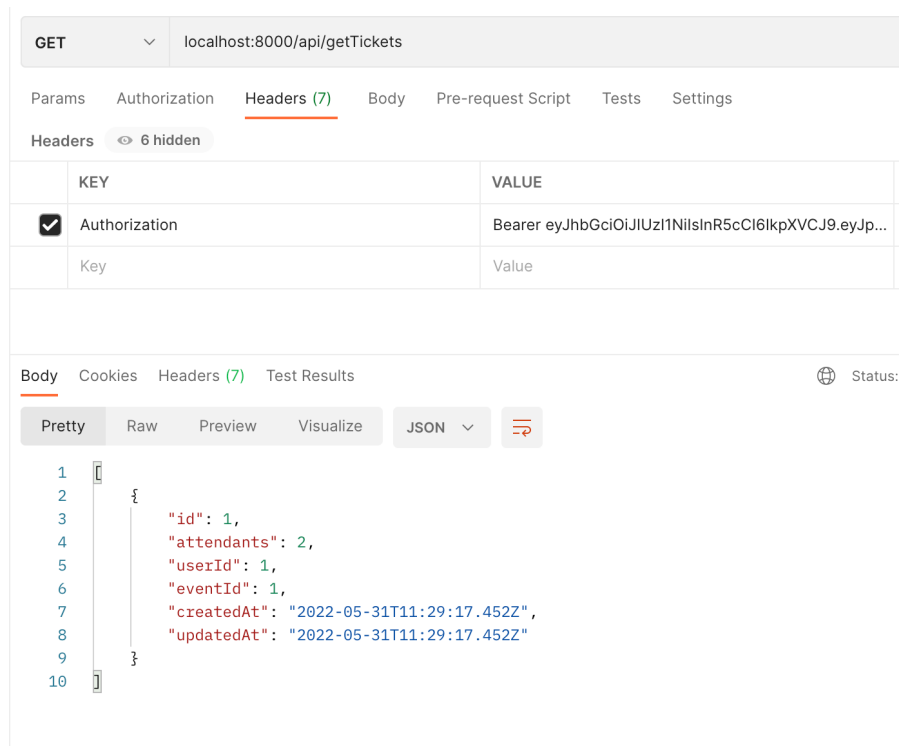 GET localhost:8000/api/getTickets
Params Authorization Headers (7) Body Pre-request Script Tests Settings
Headers 6 hidden
KEY VALUE
Authorization Bearer eyJhbGciOiJIUzI1NiIsInR5cCI6IkpXVCJ9.eyJp...
Key Value
Body Cookies Headers (7) Test Results Status:
Pretty Raw Preview Visualize JSON
1 [
2 {
3 "id": 1,
4 "attendants": 2,
5 "userId": 1,
6 "eventId": 1,
7 "createdAt": "2022-05-31T11:29:17.452Z",
8 "updatedAt": "2022-05-31T11:29:17.452Z"
9 }
10 ]